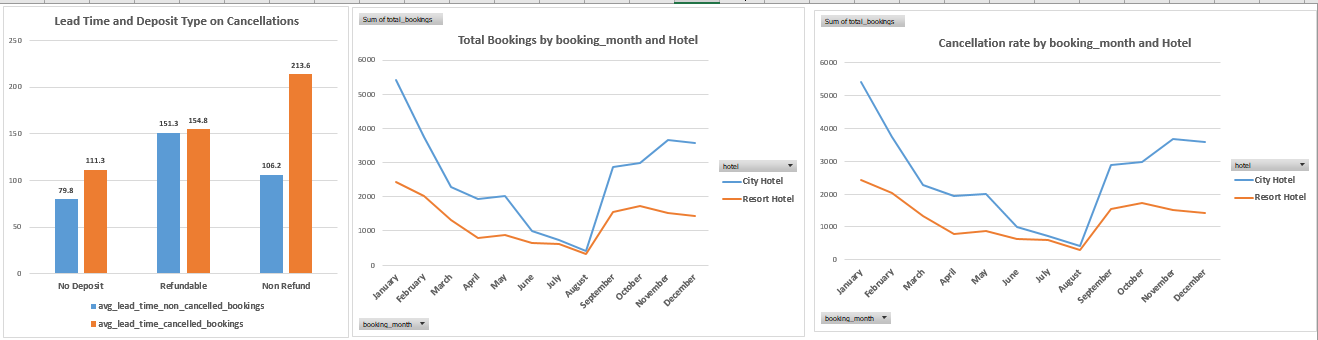 Lead Time and Deposit Type on Cancellations
250
200
150
100
50
0
79.8
111.3
151.3
154.8
106.2
213.6
No Deposit
Refundable
Non Refund
avg_lead_time_non_cancelled_bookings
avg_lead_time_cancelled_bookings
Sum of total_bookings
Total Bookings by booking_month and Hotel
6000
5000
4000
3000
2000
1000
0
January
February
March
April
May
June
July
August
September
October
November
December
hotel
City Hotel
Resort Hotel
booking_month
Sum of total_bookings
Cancellation rate by booking_month and Hotel
6000
5000
4000
3000
2000
1000
0
January
February
March
April
May
June
July
August
September
October
November
December
hotel
City Hotel
Resort Hotel
booking_month